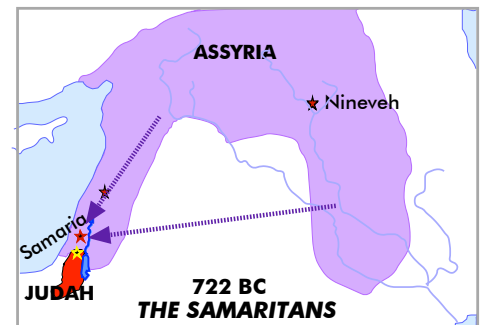 ASSYRIA
Nineveh
Samaria
JUDAH
722 BC
THE SAMARITANS